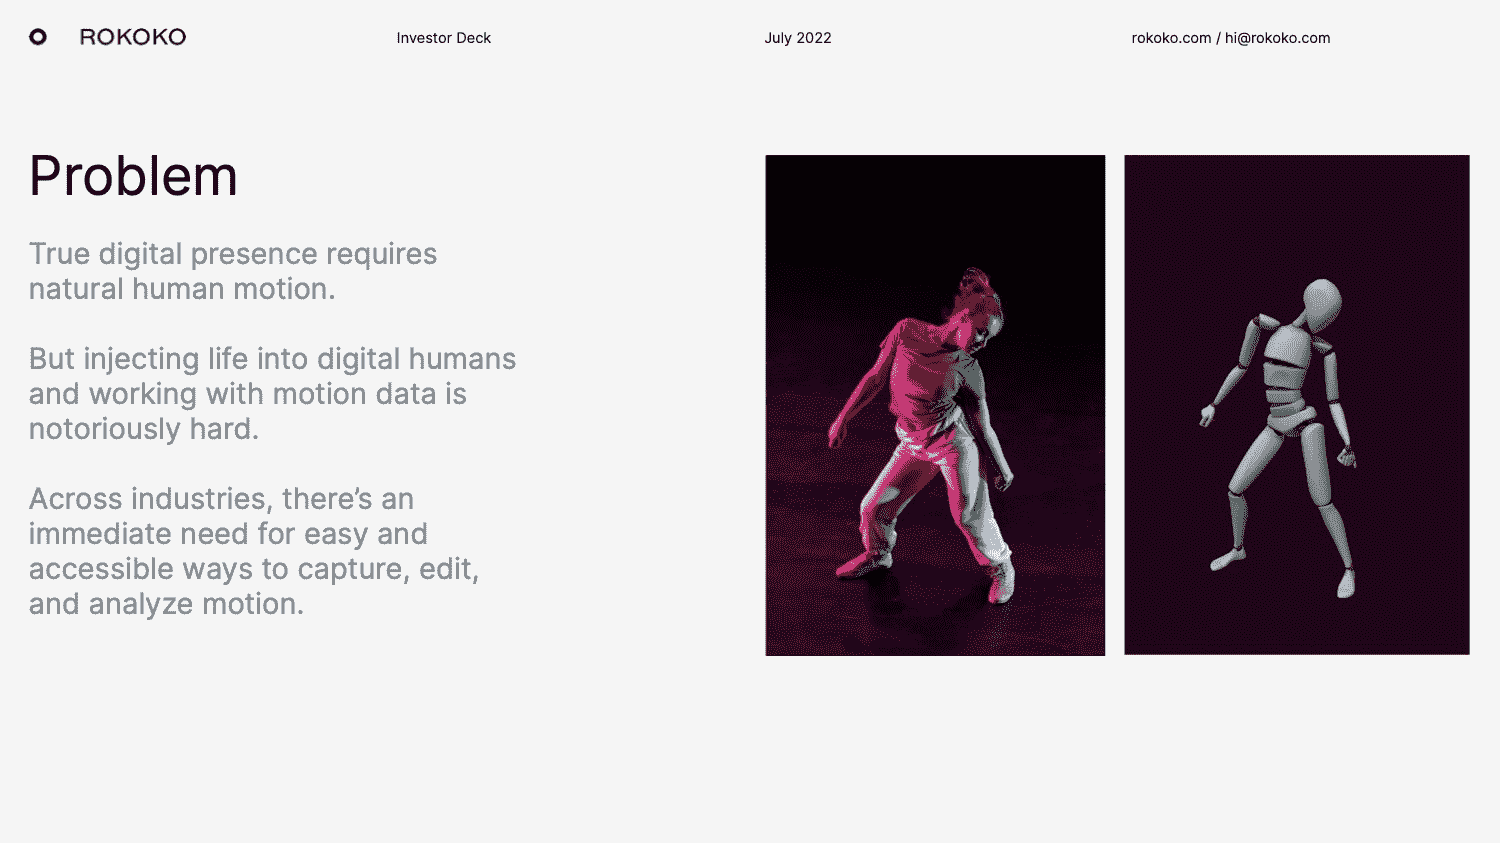 ROKOKO
Investor Deck
July 2022
rokoko.com / hi@rokoko.com
Problem
True digital presence requires
natural human motion.
But injecting life into digital humans
and working with motion data is
notoriously hard.
Across industries, there’s an
immediate need for easy and
accessible ways to capture, edit,
and analyze motion.